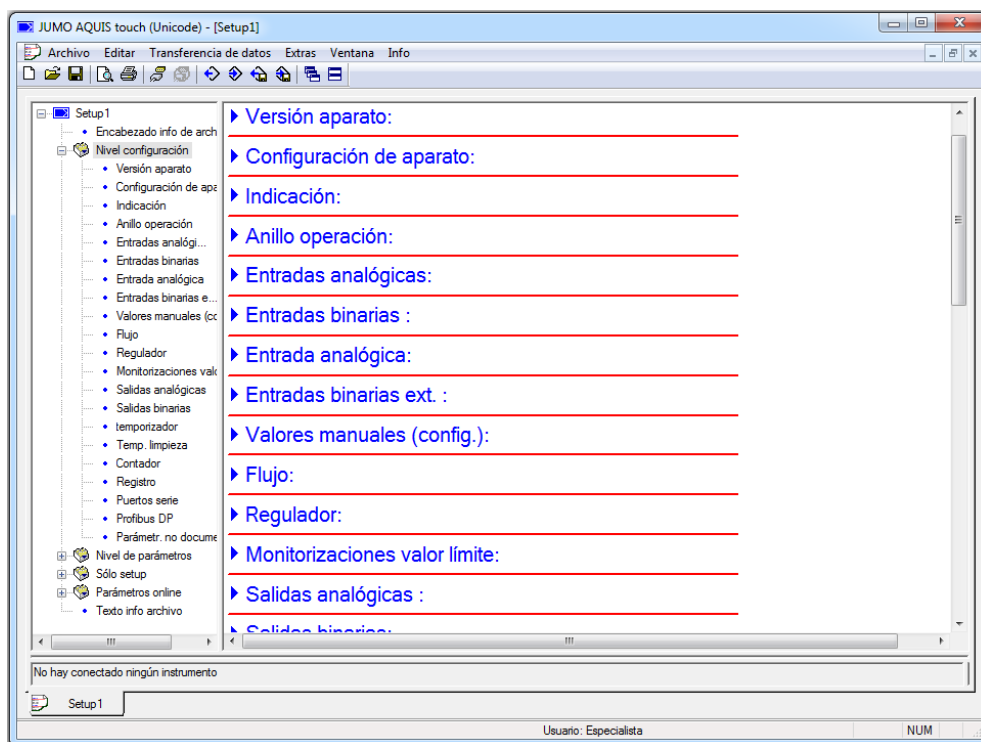 JUMO AQUIS touch (Unicode) - [Setup1]
Archivo Editar Transferencia de datos Extras Ventana Info
Setup1
Encabezado info de arch
Nivel configuración
Versión aparato
Configuración de apa
Indicación
Anillo operación
Entradas analógi...
Entradas binarias
Entrada analógica
Entradas binarias e...
Valores manuales (cc
Flujo
Regulador
Monitorizaciones valc
Salidas analógicas
Salidas binarias
temporizador
Temp. limpieza
Contador
Registro
Puertos serie
Profibus DP
Parámetr. no docume
Nivel de parámetros
Sólo setup
Parámetros online
Texto info archivo
Versión aparato:
Configuración de aparato:
Indicación:
Anillo operación:
Entradas analógicas:
Entradas binarias :
Entrada analógica:
Entradas binarias ext. :
Valores manuales (config.):
Flujo:
Regulador:
Monitorizaciones valor límite:
Salidas analógicas :
Salidas binarias:
No hay conectado ningún instrumento
Setup1
Usuario: Especialista NUM